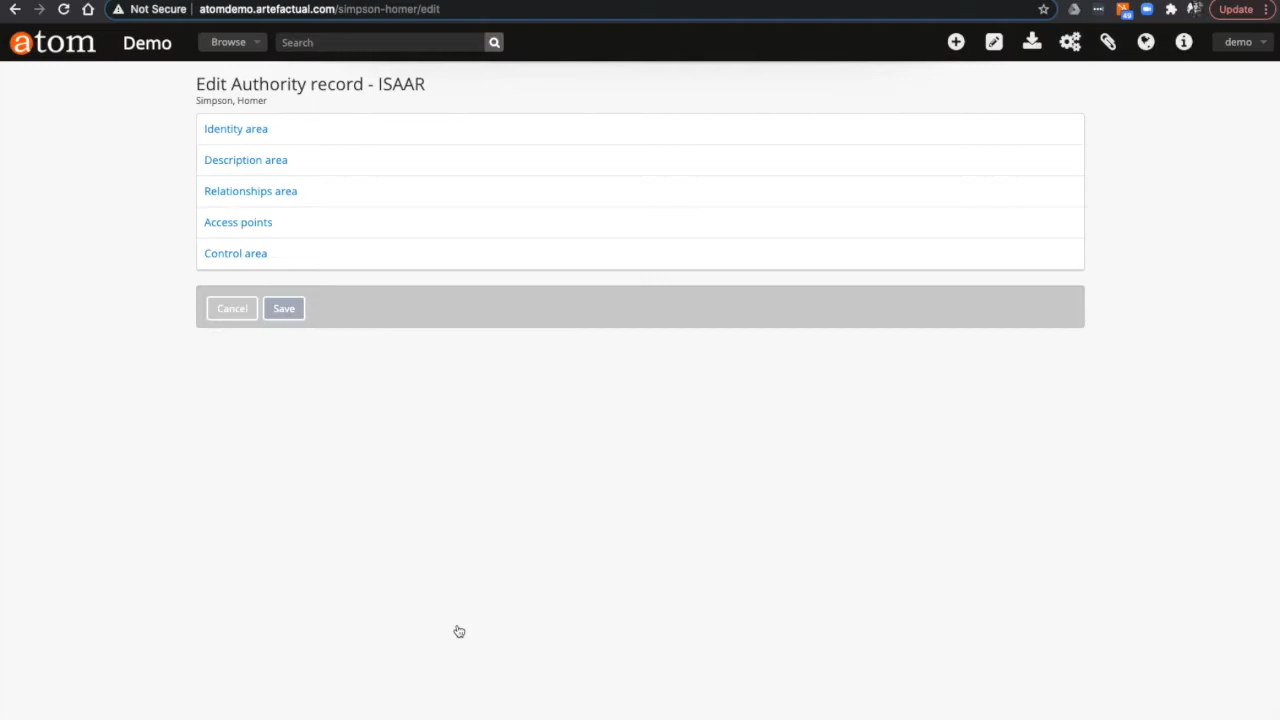 Not Secure | atomdemo.artefactual.com/simpson-homer/edit
49
Update
atom Demo Browse Search demo
Edit Authority record - ISAAR
Simpson, Homer
Identity area
Description area
Relationships area
Access points
Control area
Cancel Save